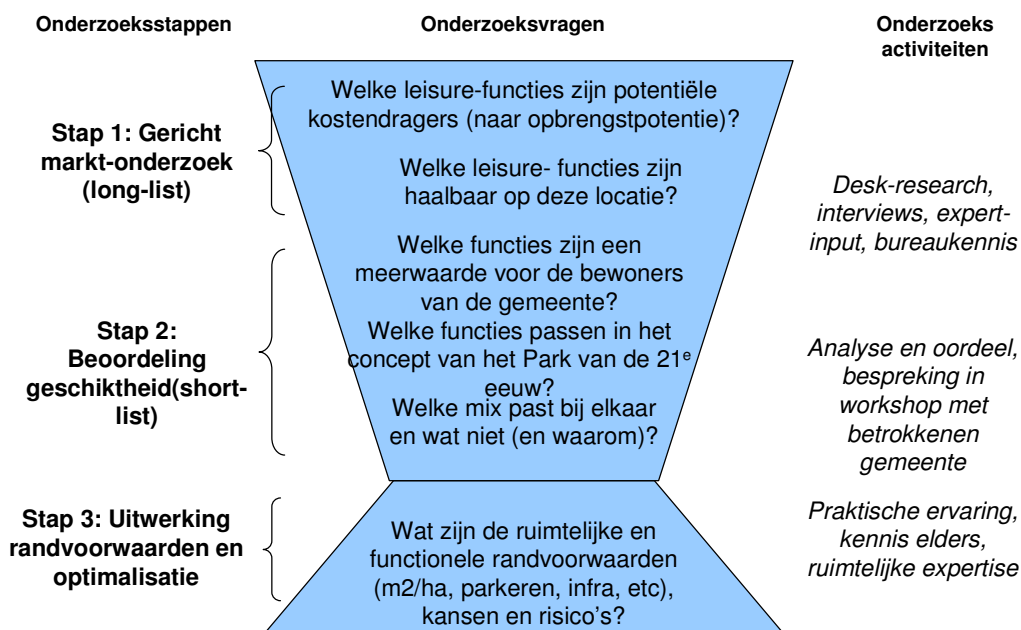 Onderzoeksstappen
Onderzoeksvragen
Onderzoeks
activiteiten
Stap 1: Gericht
markt-onderzoek
(long-list)
Welke leisure-functies zijn potentiële
kostendragers (naar opbrengstpotentie)?
Welke leisure- functies zijn
haalbaar op deze locatie?
Desk-research,
interviews, expert-
input, bureaukennis
Stap 2:
Beoordeling
geschiktheid(short-
list)
Welke functies zijn een
meerwaarde voor de bewoners
van de gemeente?
Welke functies passen in het
concept van het Park van de 21e
eeuw?
Welke mix past bij elkaar
en wat niet (en waarom)?
Analyse en oordeel,
bespreking in
workshop met
betrokkenen
gemeente
Stap 3: Uitwerking
randvoorwaarden en
optimalisatie
Wat zijn de ruimtelijke en
functionele randvoorwaarden
(m2/ha, parkeren, infra, etc),
kansen en risico's?
Praktische ervaring,
kennis elders,
ruimtelijke expertise